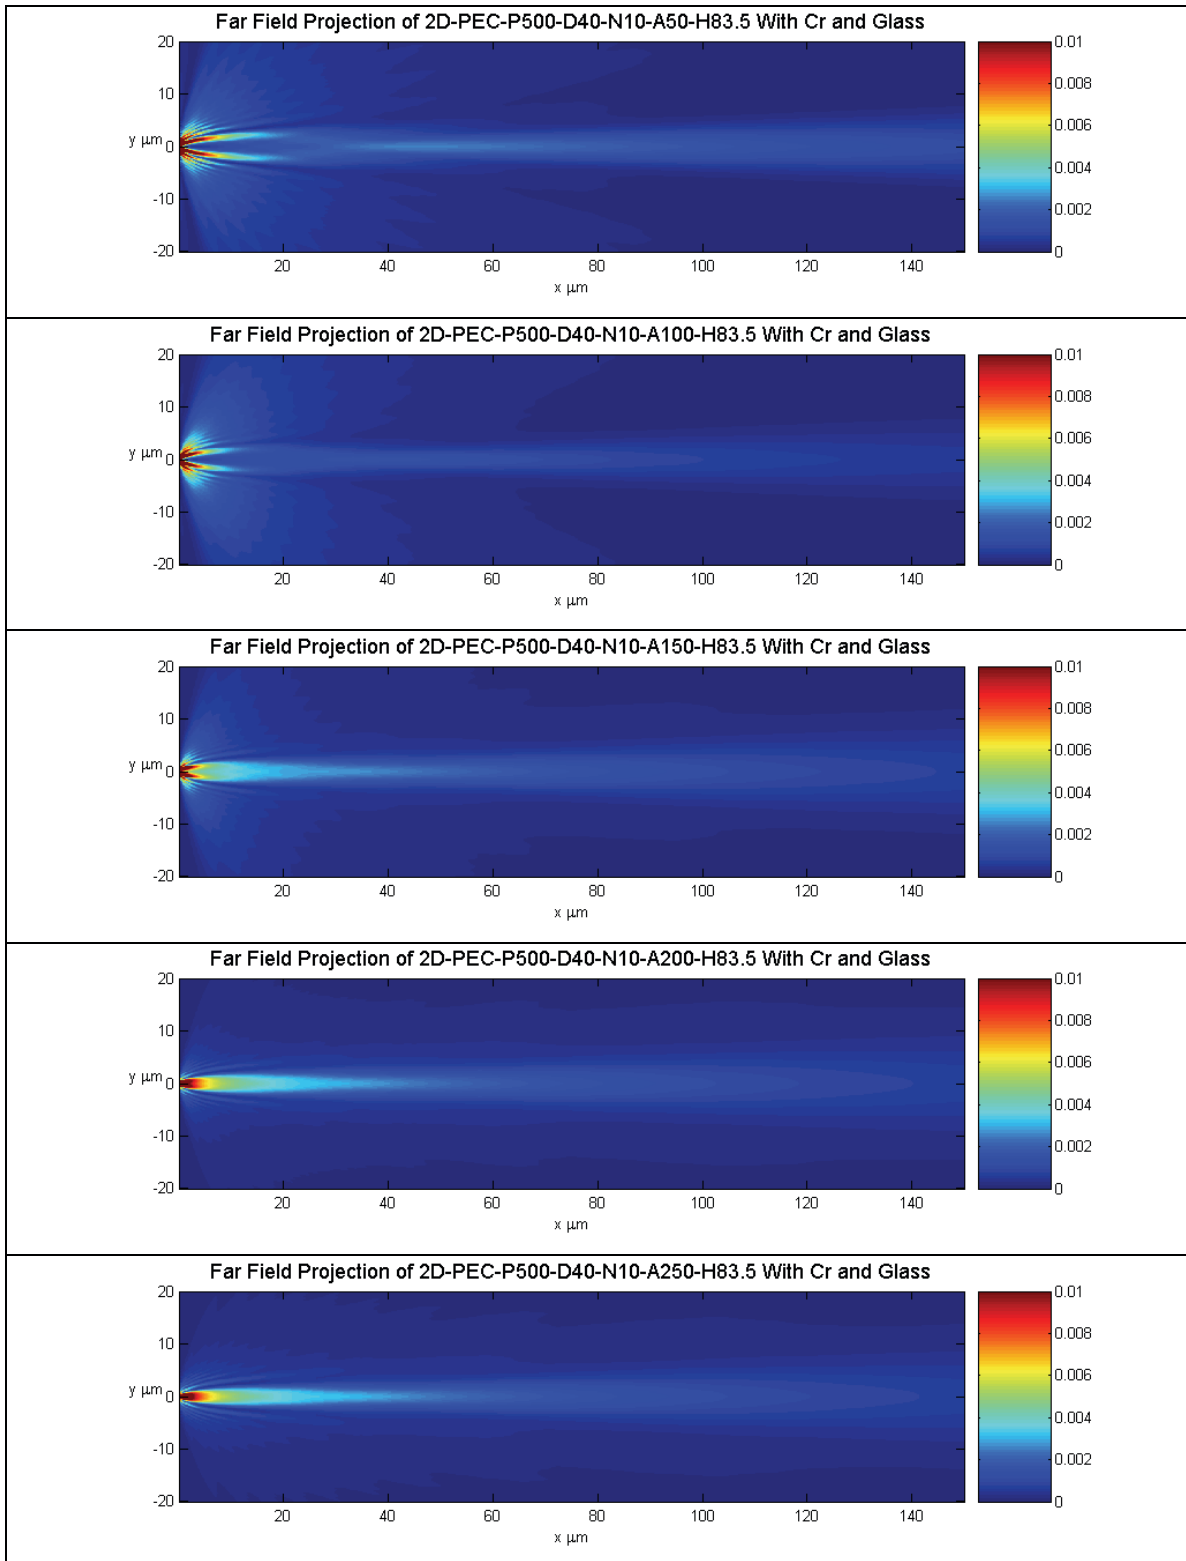 Far Field Projection of 2D-PEC-P500-D40-N10-A50-H83.5 With Cr and Glass
20
10
y μm 0
-10
-20
20 40 60 80 100 120 140
x μm
0.01
0.008
0.006
0.004
0.002
0
Far Field Projection of 2D-PEC-P500-D40-N10-A100-H83.5 With Cr and Glass
20
10
y μm 0
-10
-20
20 40 60 80 100 120 140
x μm
0.01
0.008
0.006
0.004
0.002
0
Far Field Projection of 2D-PEC-P500-D40-N10-A150-H83.5 With Cr and Glass
20
10
y μm 0
-10
-20
20 40 60 80 100 120 140
x μm
0.01
0.008
0.006
0.004
0.002
0
Far Field Projection of 2D-PEC-P500-D40-N10-A200-H83.5 With Cr and Glass
20
10
y μm 0
-10
-20
20 40 60 80 100 120 140
x μm
0.01
0.008
0.006
0.004
0.002
0
Far Field Projection of 2D-PEC-P500-D40-N10-A250-H83.5 With Cr and Glass
20
10
y μm 0
-10
-20
20 40 60 80 100 120 140
x μm
0.01
0.008
0.006
0.004
0.002
0